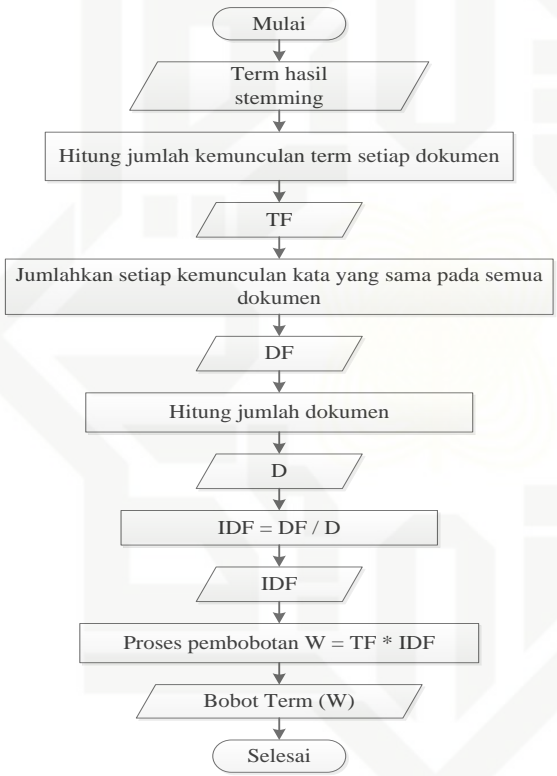 Mulai
Term hasil
stemming
Hitung jumlah kemunculan term setiap dokumen
TF
Jumlahkan setiap kemunculan kata yang sama pada semua
dokumen
DF
Hitung jumlah dokumen
D
IDF = DF / D
IDF
Proses pembobotan W = TF * IDF
Bobot Term (W)
Selesai